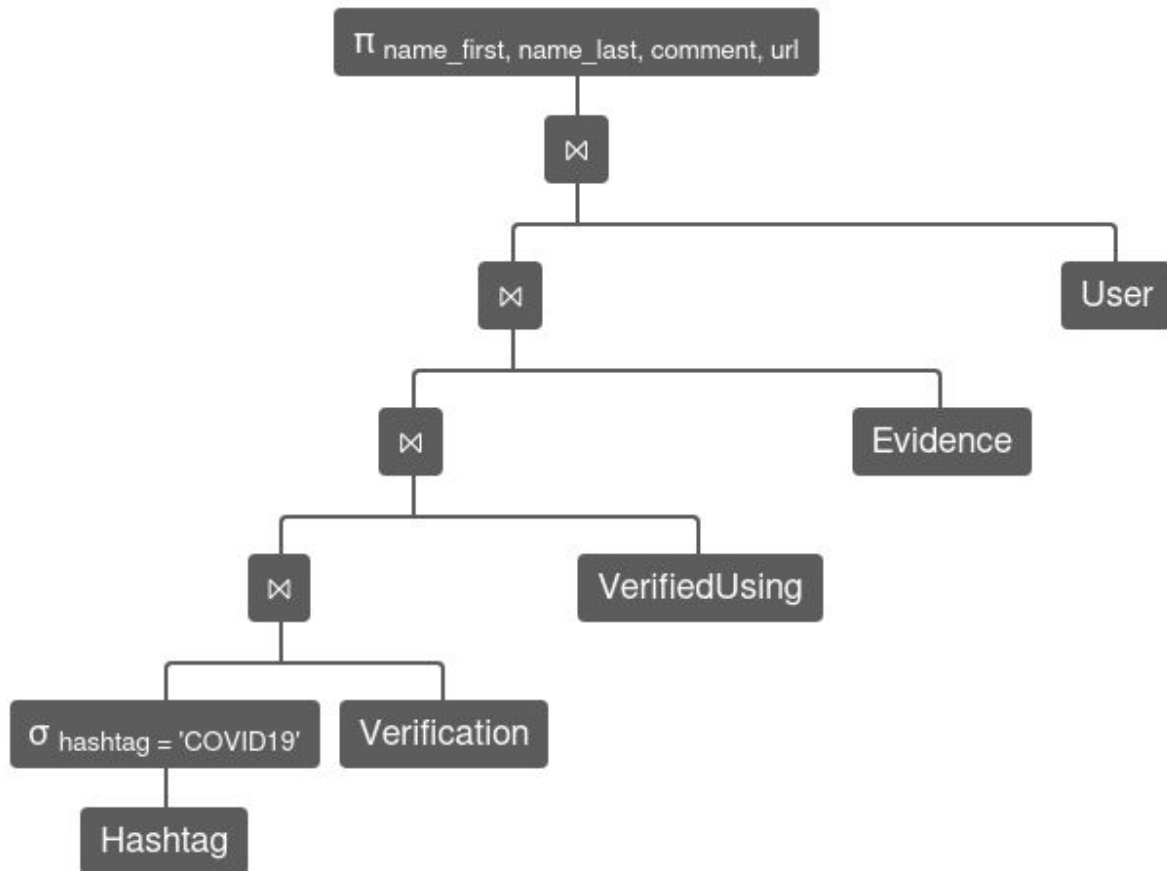 π name_first, name_last, comment, url
⋈
⋈
User
⋈
Evidence
⋈
VerifiedUsing
σ hashtag = 'COVID19'
Verification
Hashtag